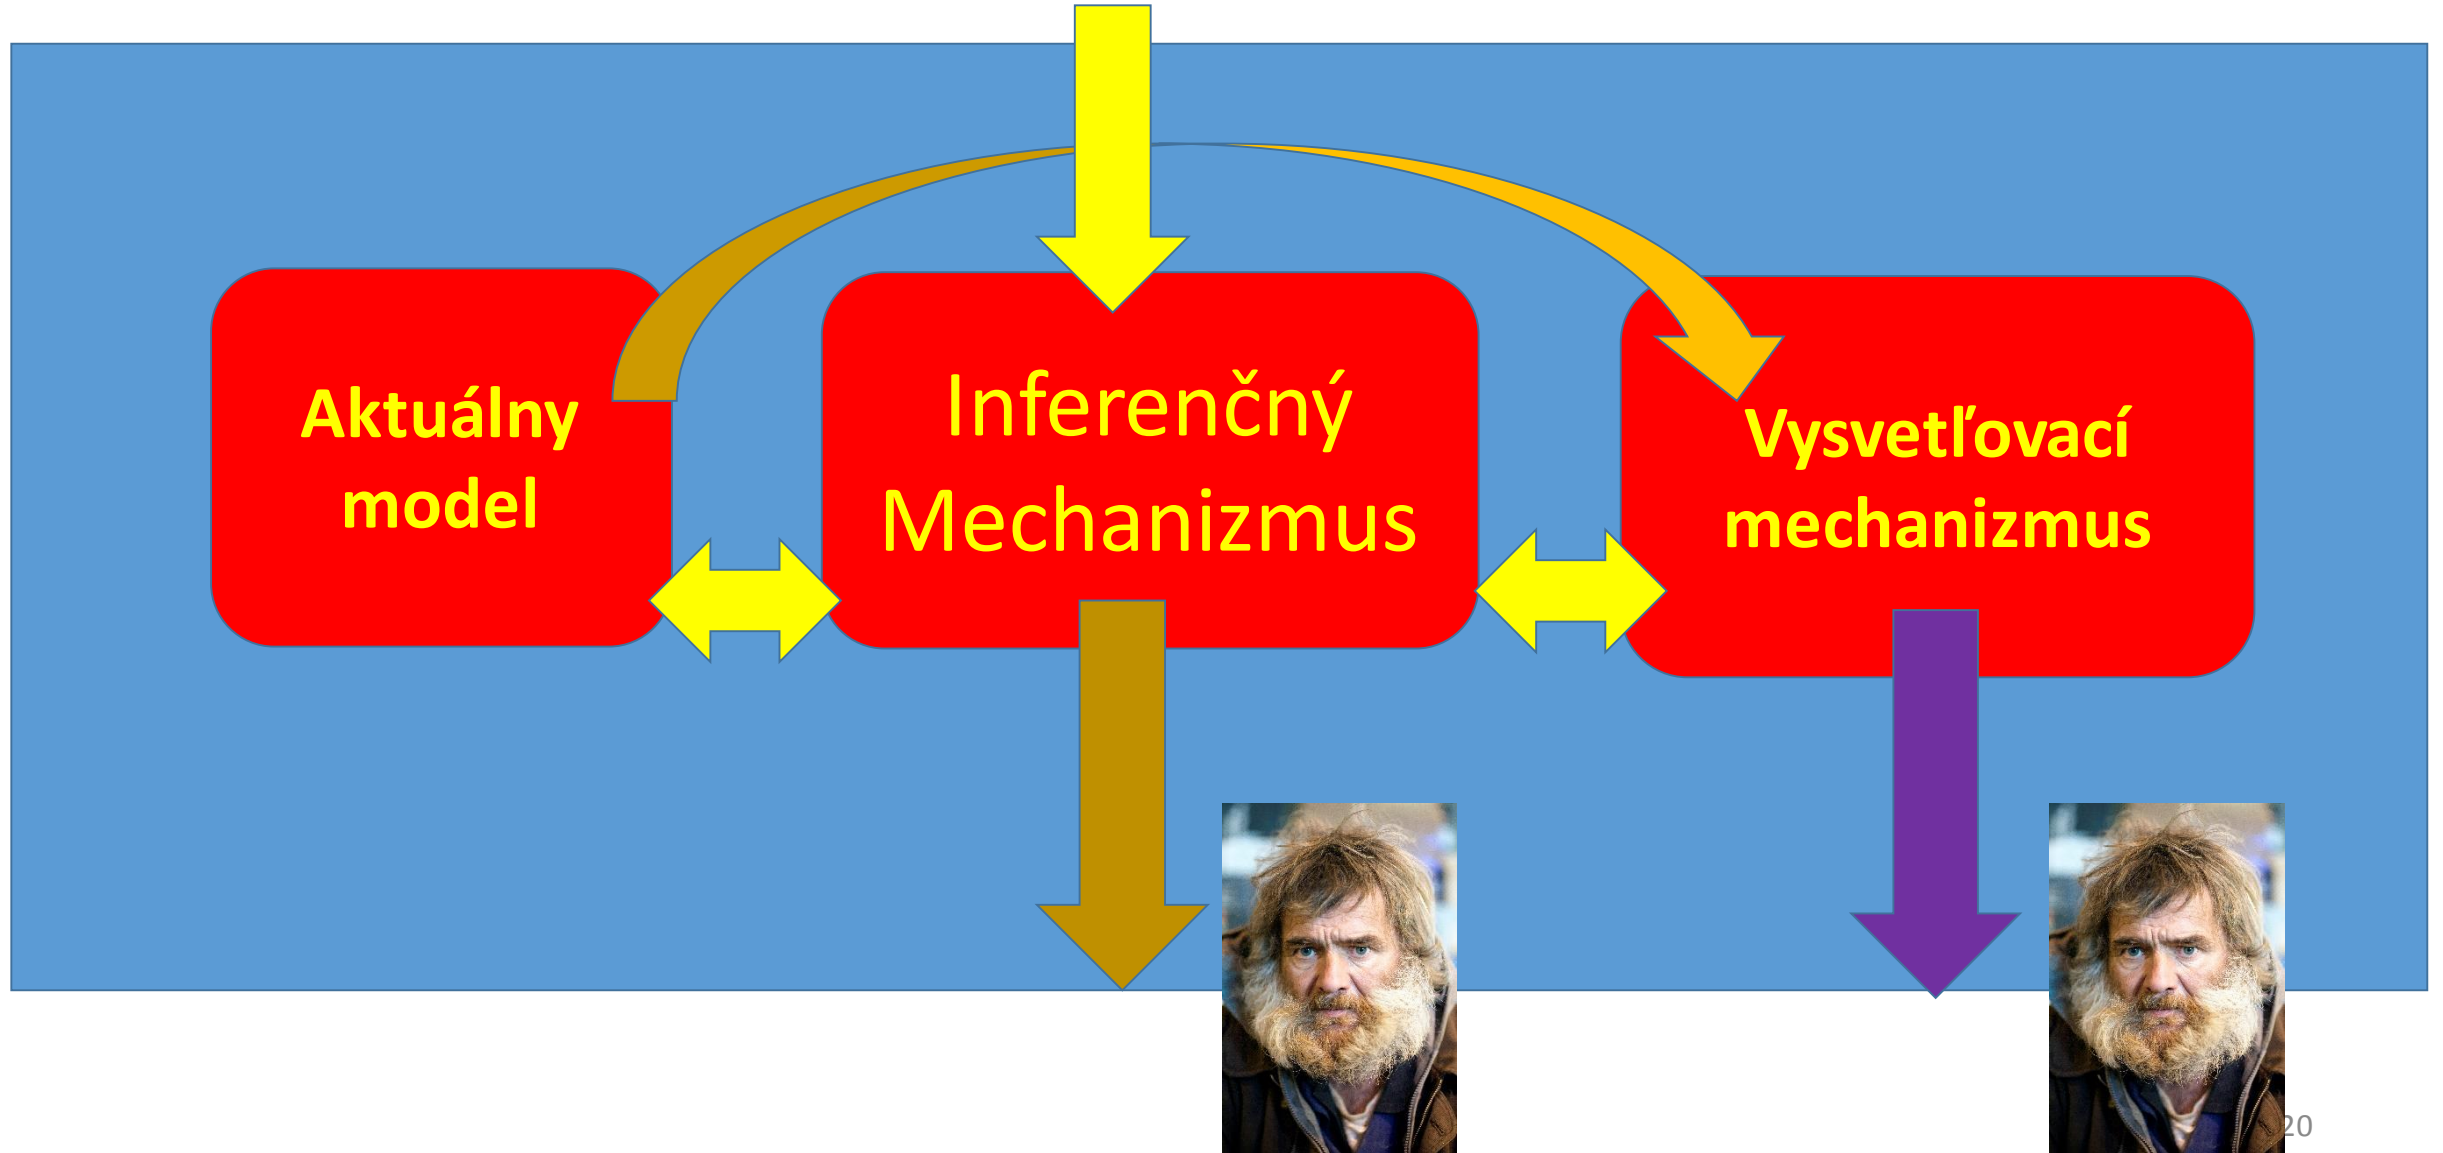 Aktuálny
model
Inferenčný
Mechanizmus
Vysvetľovací
mechanizmus
20